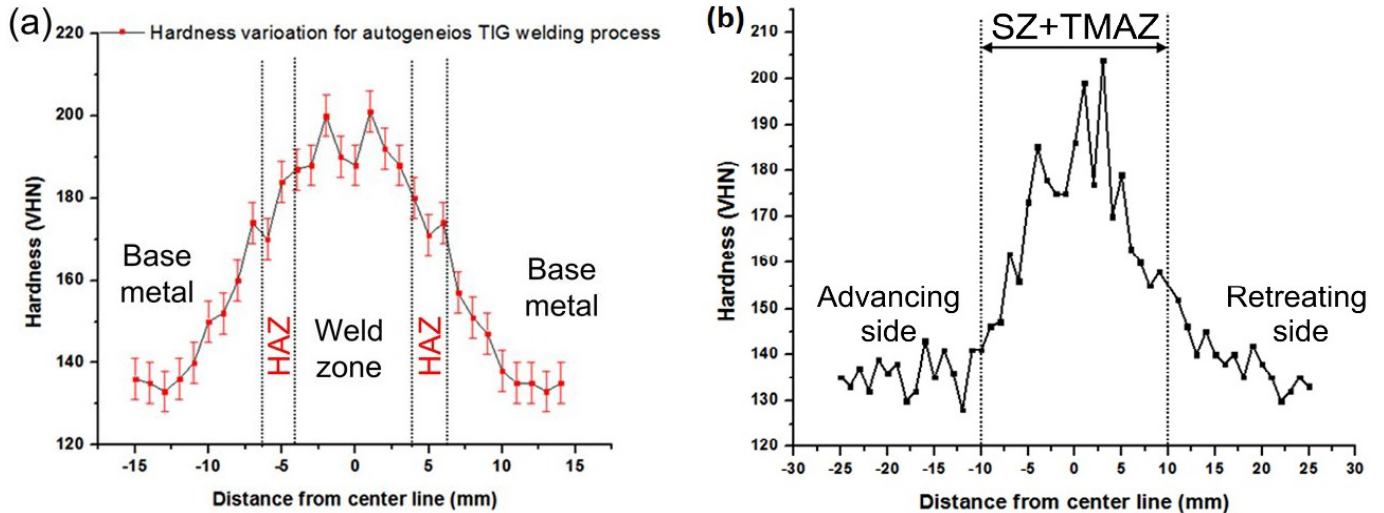 (a)
Hardness varioation for autogeneios TIG welding process
220
200
180
160
140
120
Hardness (VHN)
Base
metal
HAZ
Weld
zone
HAZ
Base
metal
-15 -10 -5 0 5 10 15
Distance from center line (mm)
(b)
SZ+TMAZ
210
200
190
180
170
160
150
140
130
120
Hardness (VHN)
Advancing
side
Retreating
side
-30 -25 -20 -15 -10 -5 0 5 10 15 20 25 30
Distance from center line (mm)